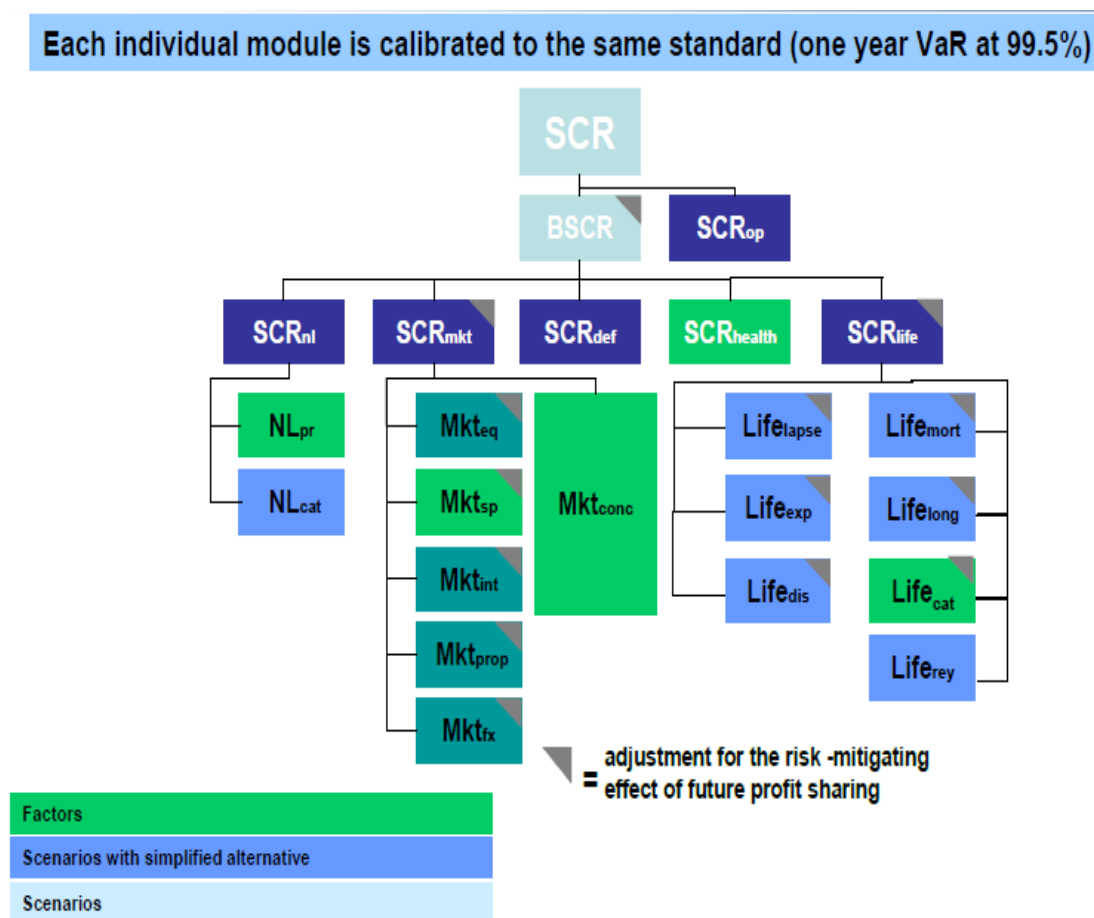 Each individual module is calibrated to the same standard (one year VaR at 99.5%)
SCR
BSCR
SCRop
SCRnl
SCRmkt
SCRdef
SCRhealth
SCRlife
NLpr
Mkteq
Mktconc
Lifelapse
Lifemort
NLcat
Mktsp
Lifeexp
Lifelong
Mktint
Lifedis
Lifecat
Mktprop
Liferey
Mktfx
= adjustment for the risk -mitigating
effect of future profit sharing
Factors
Scenarios with simplified alternative
Scenarios